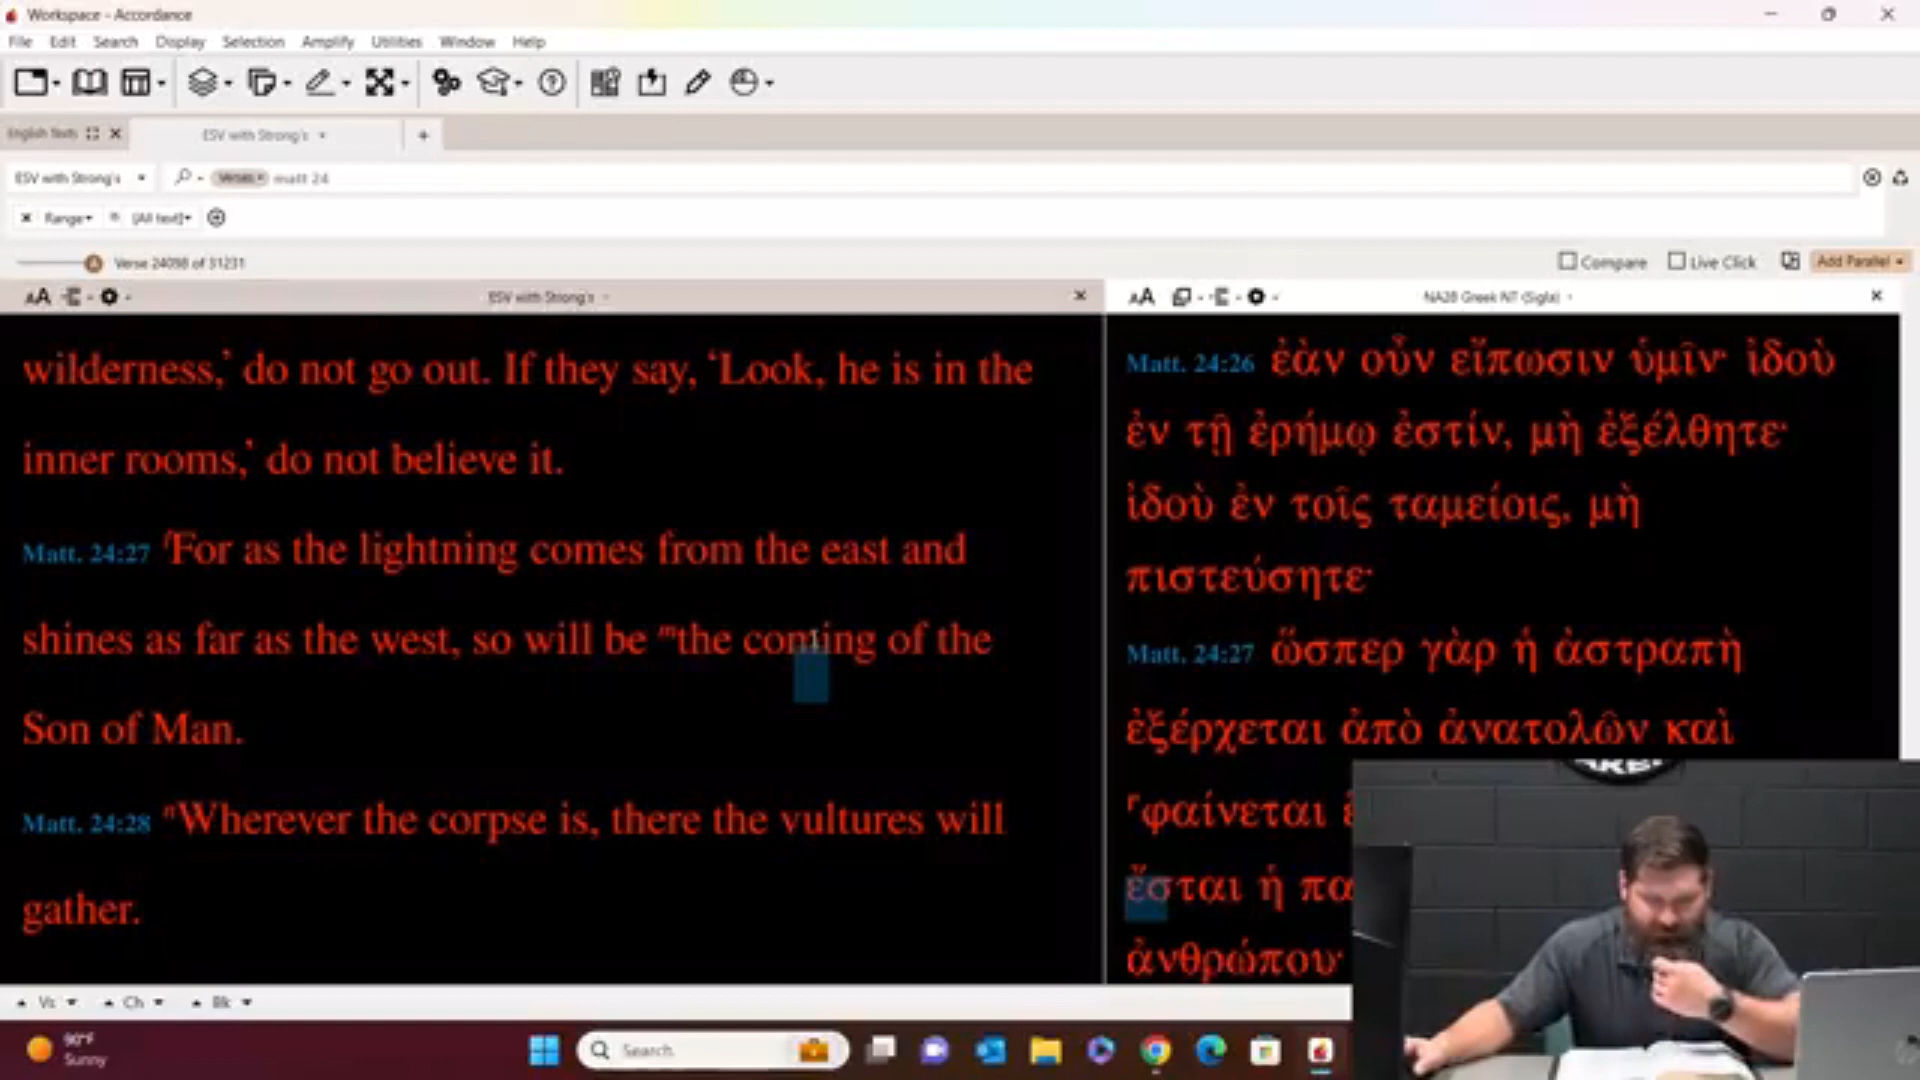 Workspace - Accordance
File Edit Search Display Selection Amplify Utilities Window Help
English Texts
ESV with Strong's
+
ESV with Strong's
Verses matt 24
Range
[All text]
Verse 24098 of 31231
Compare Live Click Add Parallel
ESV with Strong's
wilderness,’ do not go out. If they say, ‘Look, he is in the
inner rooms,’ do not believe it.
Matt. 24:27 lFor as the lightning comes from the east and
shines as far as the west, so will be mthe coming of the
Son of Man.
Matt. 24:28 nWherever the corpse is, there the vultures will
gather.
NA28 Greek NT (Sigla)
Matt. 24:26 ἐὰν οὖν εἴπωσιν ὑμῖν· ἰδοὺ
ἐν τῇ ἐρήμῳ ἐστίν, μὴ ἐξέλθητε·
ἰδοὺ ἐν τοῖς ταμείοις, μὴ
πιστεύσητε·
Matt. 24:27 ὥσπερ γὰρ ἡ ἀστραπὴ
ἐξέρχεται ἀπὸ ἀνατολῶν καὶ
⸀φαίνεται
ἔσται ἡ πα
ἀνθρώπου·
Vs Ch Bk
90°F
Sunny
Search